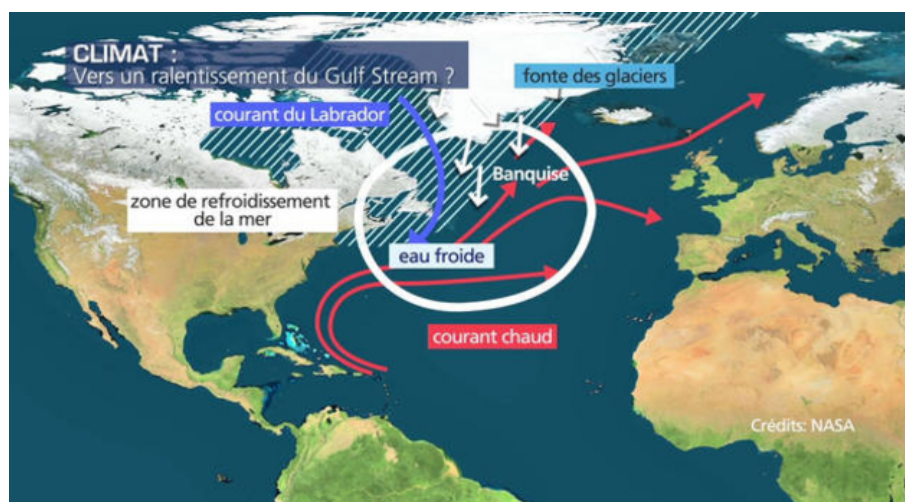 CLIMAT :
Vers un ralentissement du Gulf Stream ?
fonte des glaciers
courant du Labrador
Banquise
zone de refroidissement
de la mer
eau froide
courant chaud
Crédits: NASA